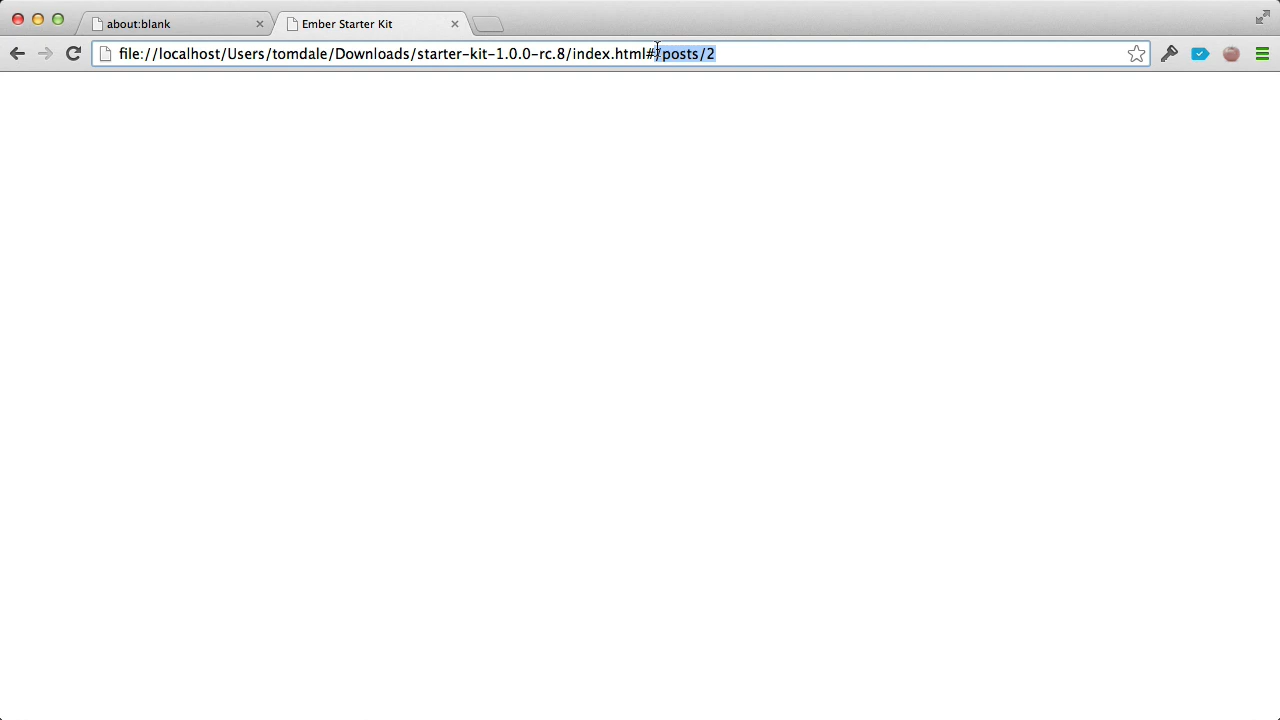 about:blank
Ember Starter Kit
file://localhost/Users/tomdale/Downloads/starter-kit-1.0.0-rc.8/index.html#/posts/2